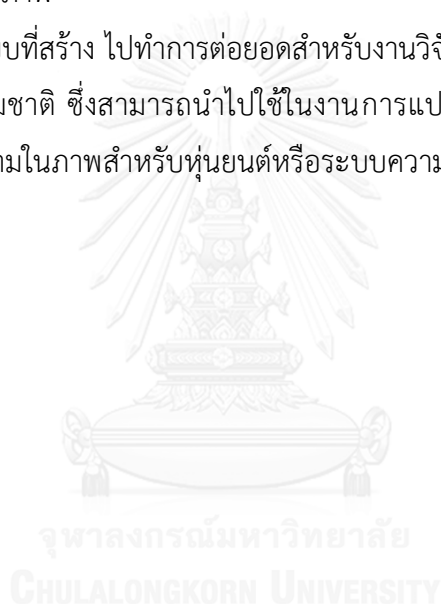 ภาพ
บบที่สร้าง ไปทำการต่อยอดสำหรับงานวิจั
มชาติ ซึ่งสามารถนำไปใช้ในงานการแป
ามในภาพสำหรับหุ่นยนต์หรือระบบความ
จุฬาลงกรณ์มหาวิทยาลัย
CHULALONGKORN UNIVERSITY